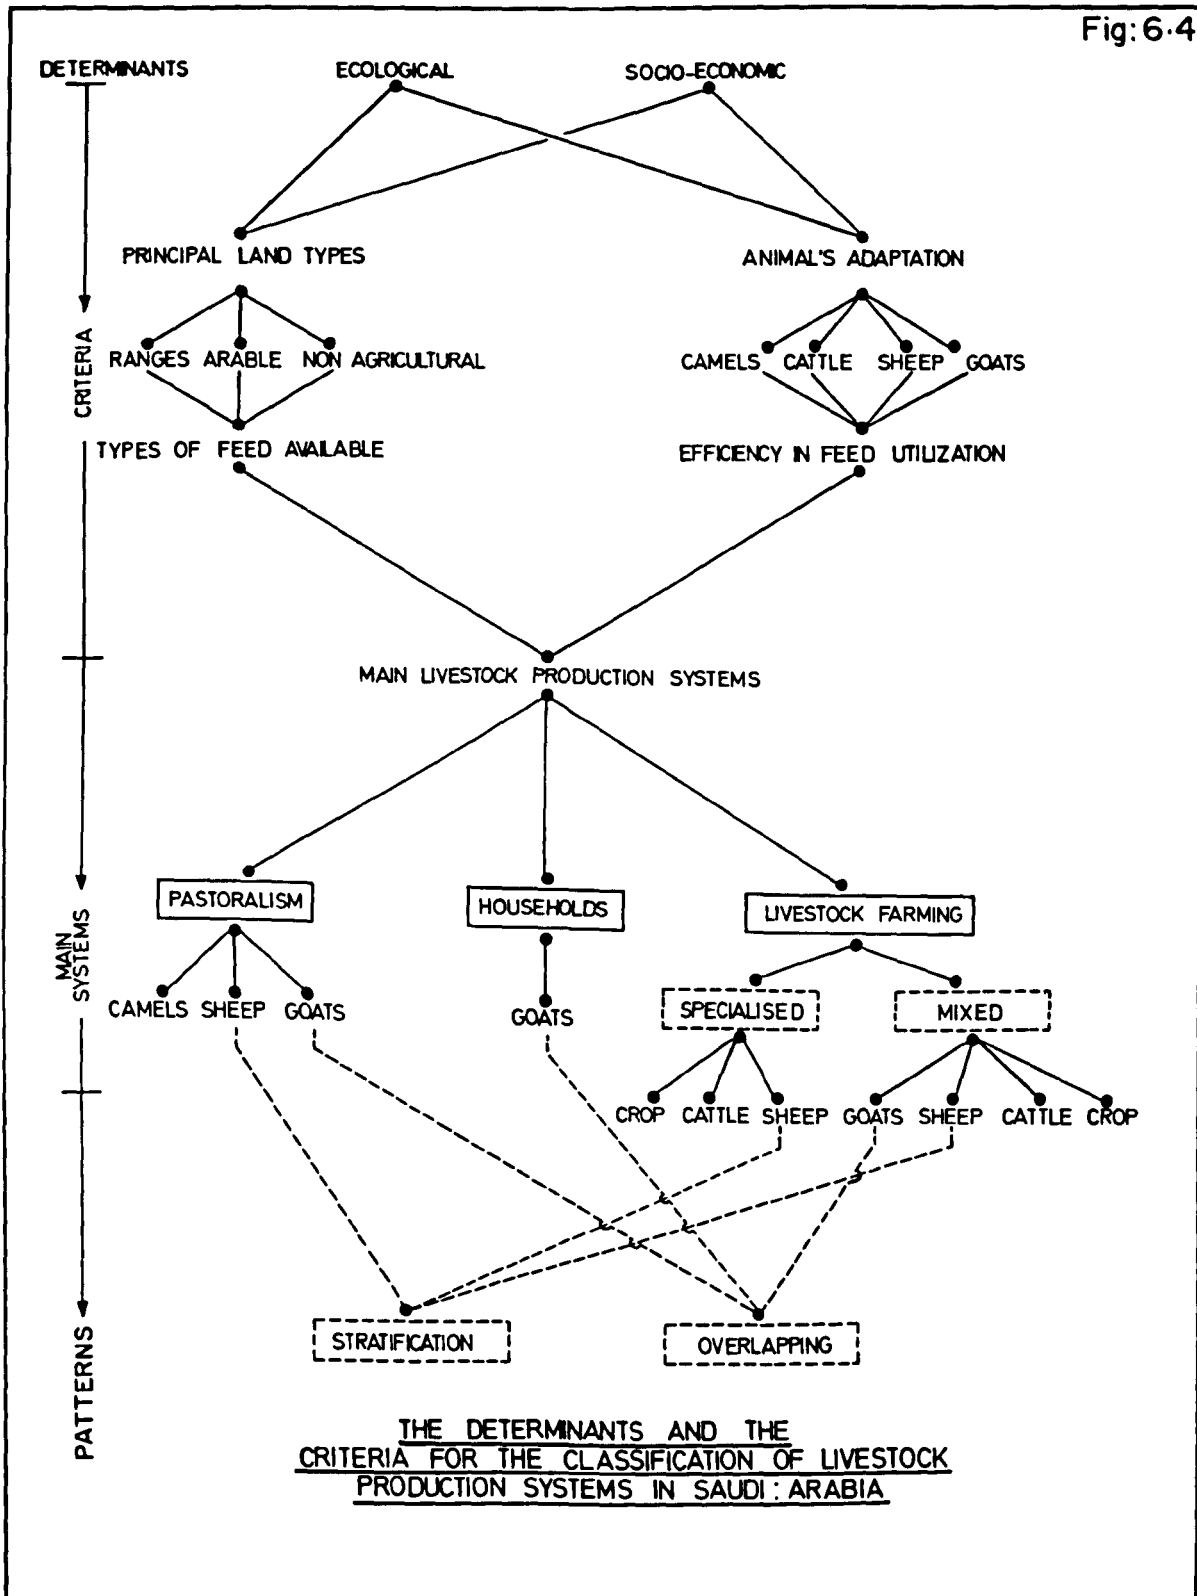 Fig: 6·4
DETERMINANTS ECOLOGICAL SOCIO-ECONOMIC
PRINCIPAL LAND TYPES ANIMAL'S ADAPTATION
CRITERIA
RANGES ARABLE NON AGRICULTURAL CAMELS CATTLE SHEEP GOATS
TYPES OF FEED AVAILABLE EFFICIENCY IN FEED UTILIZATION
MAIN LIVESTOCK PRODUCTION SYSTEMS
PASTORALISM HOUSEHOLDS LIVESTOCK FARMING
MAIN
SYSTEMS
CAMELS SHEEP GOATS GOATS SPECIALISED MIXED
CROP CATTLE SHEEP GOATS SHEEP CATTLE CROP
STRATIFICATION OVERLAPPING
PATTERNS
THE DETERMINANTS AND THE
CRITERIA FOR THE CLASSIFICATION OF LIVESTOCK
PRODUCTION SYSTEMS IN SAUDI : ARABIA